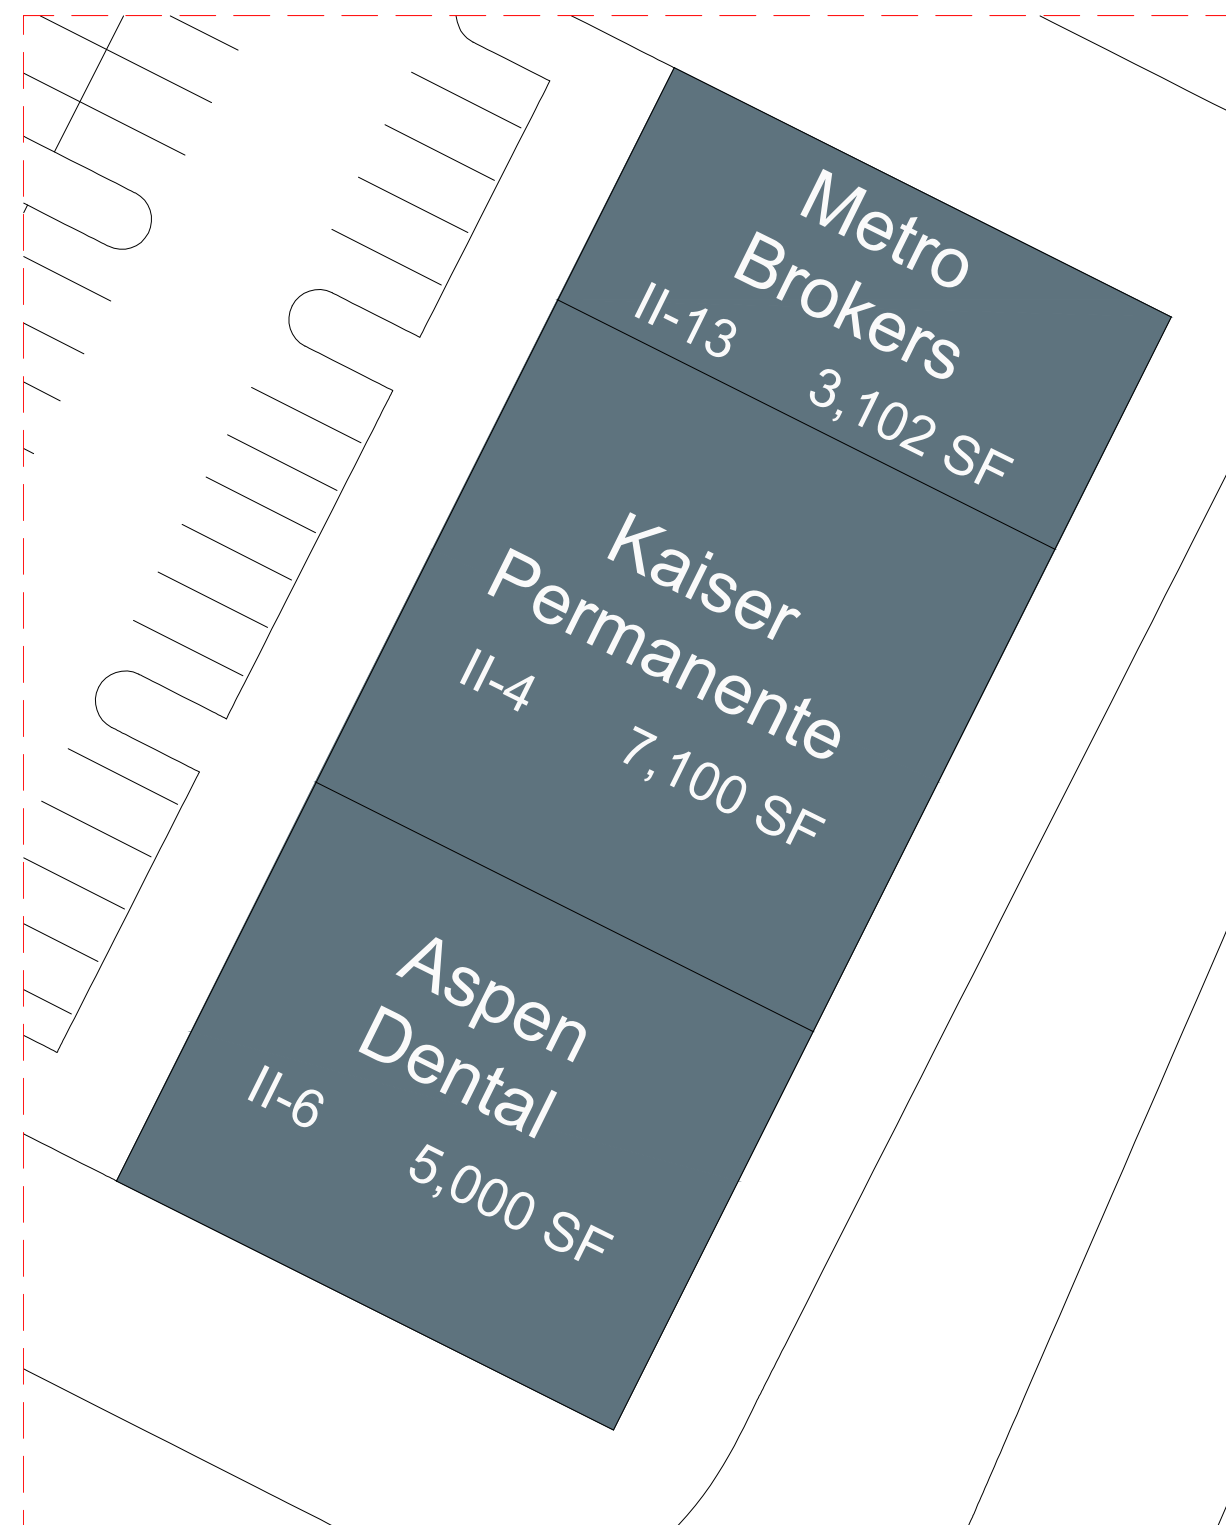 Metro
Brokers
II-13
3,102 SF
Kaiser
Permanente
II-4
7,100 SF
Aspen
Dental
II-6
5,000 SF